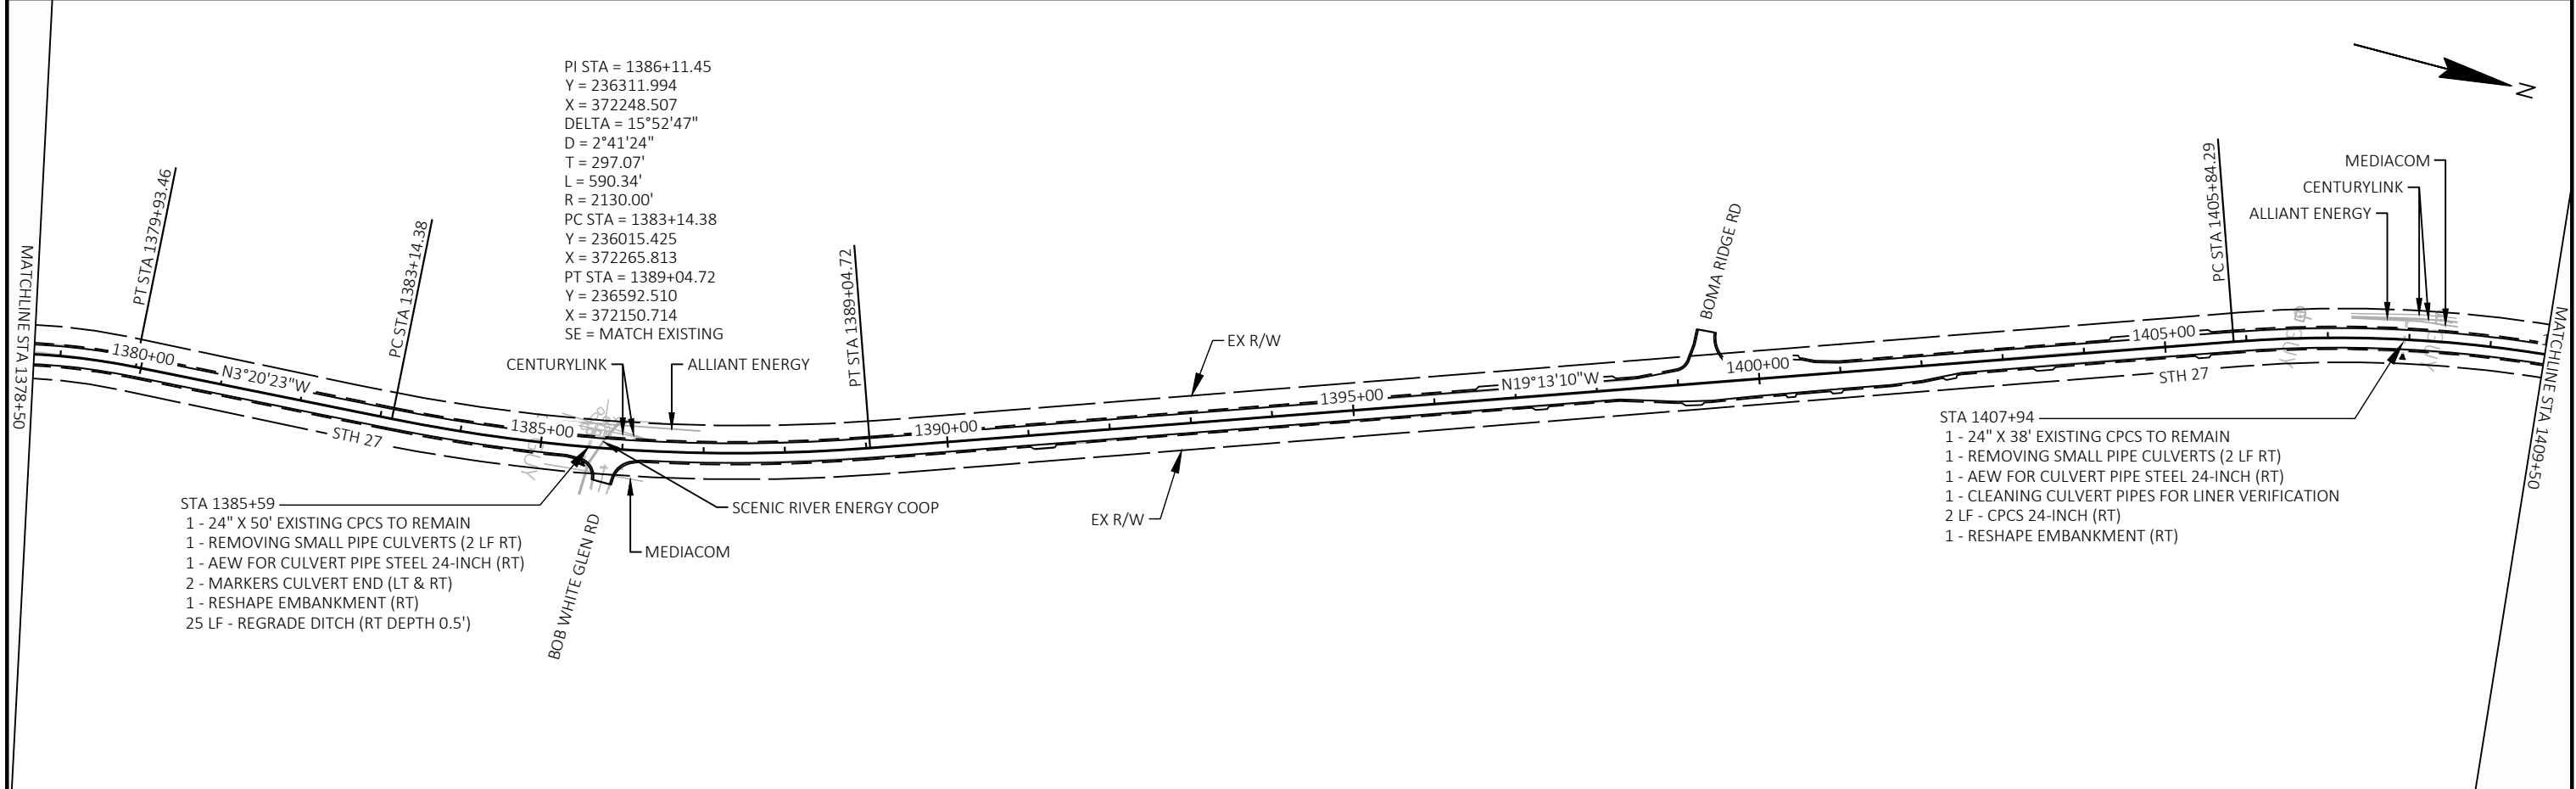 MATCHLINE STA 1378+50
PT STA 1379+93.46
1380+00
N3°20'23"W
STH 27
PC STA 1383+14.38
PI STA = 1386+11.45
Y = 236311.994
X = 372248.507
DELTA = 15°52'47"
D = 2°41'24"
T = 297.07'
L = 590.34'
R = 2130.00'
PC STA = 1383+14.38
Y = 236015.425
X = 372265.813
PT STA = 1389+04.72
Y = 236592.510
X = 372150.714
SE = MATCH EXISTING
CENTURYLINK
ALLIANT ENERGY
1385+00
STA 1385+59
1 - 24" X 50' EXISTING CPCS TO REMAIN
1 - REMOVING SMALL PIPE CULVERTS (2 LF RT)
1 - AEW FOR CULVERT PIPE STEEL 24-INCH (RT)
2 - MARKERS CULVERT END (LT & RT)
1 - RESHAPE EMBANKMENT (RT)
25 LF - REGRADE DITCH (RT DEPTH 0.5')
BOB WHITE GLEN RD
MEDIACOM
SCENIC RIVER ENERGY COOP
PT STA 1389+04.72
1390+00
EX R/W
EX R/W
1395+00
N19°13'10"W
BOMA RIDGE RD
1400+00
1405+00
PC STA 1405+84.29
STH 27
MEDIACOM
CENTURYLINK
ALLIANT ENERGY
N
STA 1407+94
1 - 24" X 38' EXISTING CPCS TO REMAIN
1 - REMOVING SMALL PIPE CULVERTS (2 LF RT)
1 - AEW FOR CULVERT PIPE STEEL 24-INCH (RT)
1 - CLEANING CULVERT PIPES FOR LINER VERIFICATION
2 LF - CPCS 24-INCH (RT)
1 - RESHAPE EMBANKMENT (RT)
MATCHLINE STA 1409+50